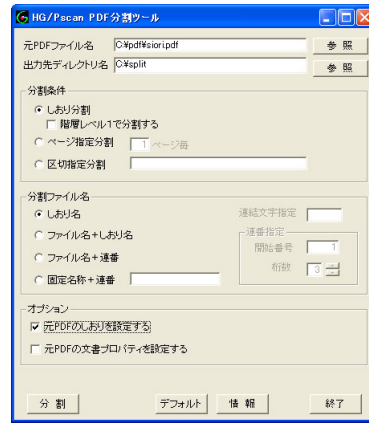 HG/Pscan PDF分割ツール
元PDFファイル名 C:¥pdf¥siori.pdf 参 照
出力先ディレクトリ名 C:¥split 参 照
分割条件
しおり分割
階層レベル1で分割する
ページ指定分割 1 ページ毎
区切指定分割
分割ファイル名
しおり名 連結文字指定
ファイル名+しおり名 連番指定
開始番号 1
ファイル名+連番
桁数 3
固定名称+連番
オプション
元PDFのしおりを設定する
元PDFの文書プロパティを設定する
分 割 デフォルト 情 報 終了